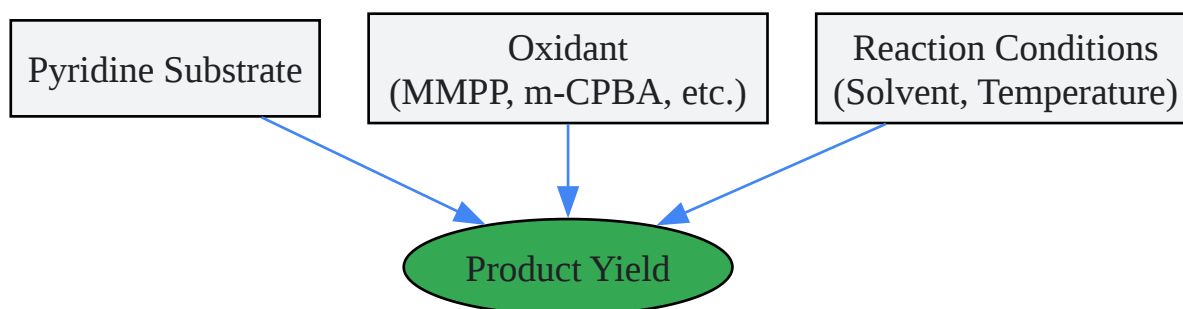 Pyridine Substrate
Oxidant
(MMPP, m-CPBA, etc.)
Reaction Conditions
(Solvent, Temperature)
Product Yield